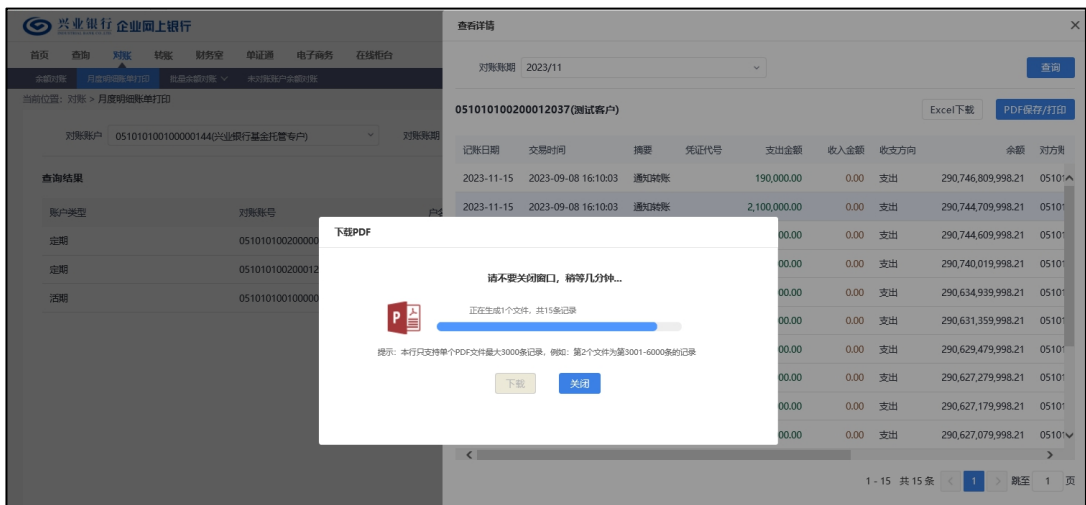 兴业银行 企业网上银行
首页 查询 对账 转账 财务室 单证通 电子商务 在线柜台
余额对账 月度明细账单打印 批量余额对账 未对账账户余额对账
当前位置: 对账 > 月度明细账单打印
对账账户 051010100100000144(兴业银行基金托管专户) 对账账期
查询结果
账户类型 对账账号
定期 05101010020000
定期 05101010020012
活期 05101010010000
查看详情
对账账期 2023/11 查询
051010100200012037(测试客户) Excel下载 PDF保存/打印
记账日期 交易时间 摘要 凭证代号 支出金额 收入金额 收支方向 余额 对方账
2023-11-15 2023-09-08 16:10:03 通知转账 190,000.00 0.00 支出 290,746,809,998.21 05101
2023-11-15 2023-09-08 16:10:03 通知转账 2,100,000.00 0.00 支出 290,744,709,998.21 05101
00.00 0.00 支出 290,744,609,998.21 05101
00.00 0.00 支出 290,740,019,998.21 05101
00.00 0.00 支出 290,634,939,998.21 05101
00.00 0.00 支出 290,631,359,998.21 05101
00.00 0.00 支出 290,629,479,998.21 05101
00.00 0.00 支出 290,627,279,998.21 05101
00.00 0.00 支出 290,627,179,998.21 05101
00.00 0.00 支出 290,627,079,998.21 05101
1 - 15 共 15 条 1 跳至 1 页
下载PDF
请不要关闭窗口，稍等几分钟...
正在生成1个文件，共15条记录
P
提示：本行只支持单个PDF文件最大3000条记录，例如：第2个文件为第3001-6000条的记录
下载 关闭